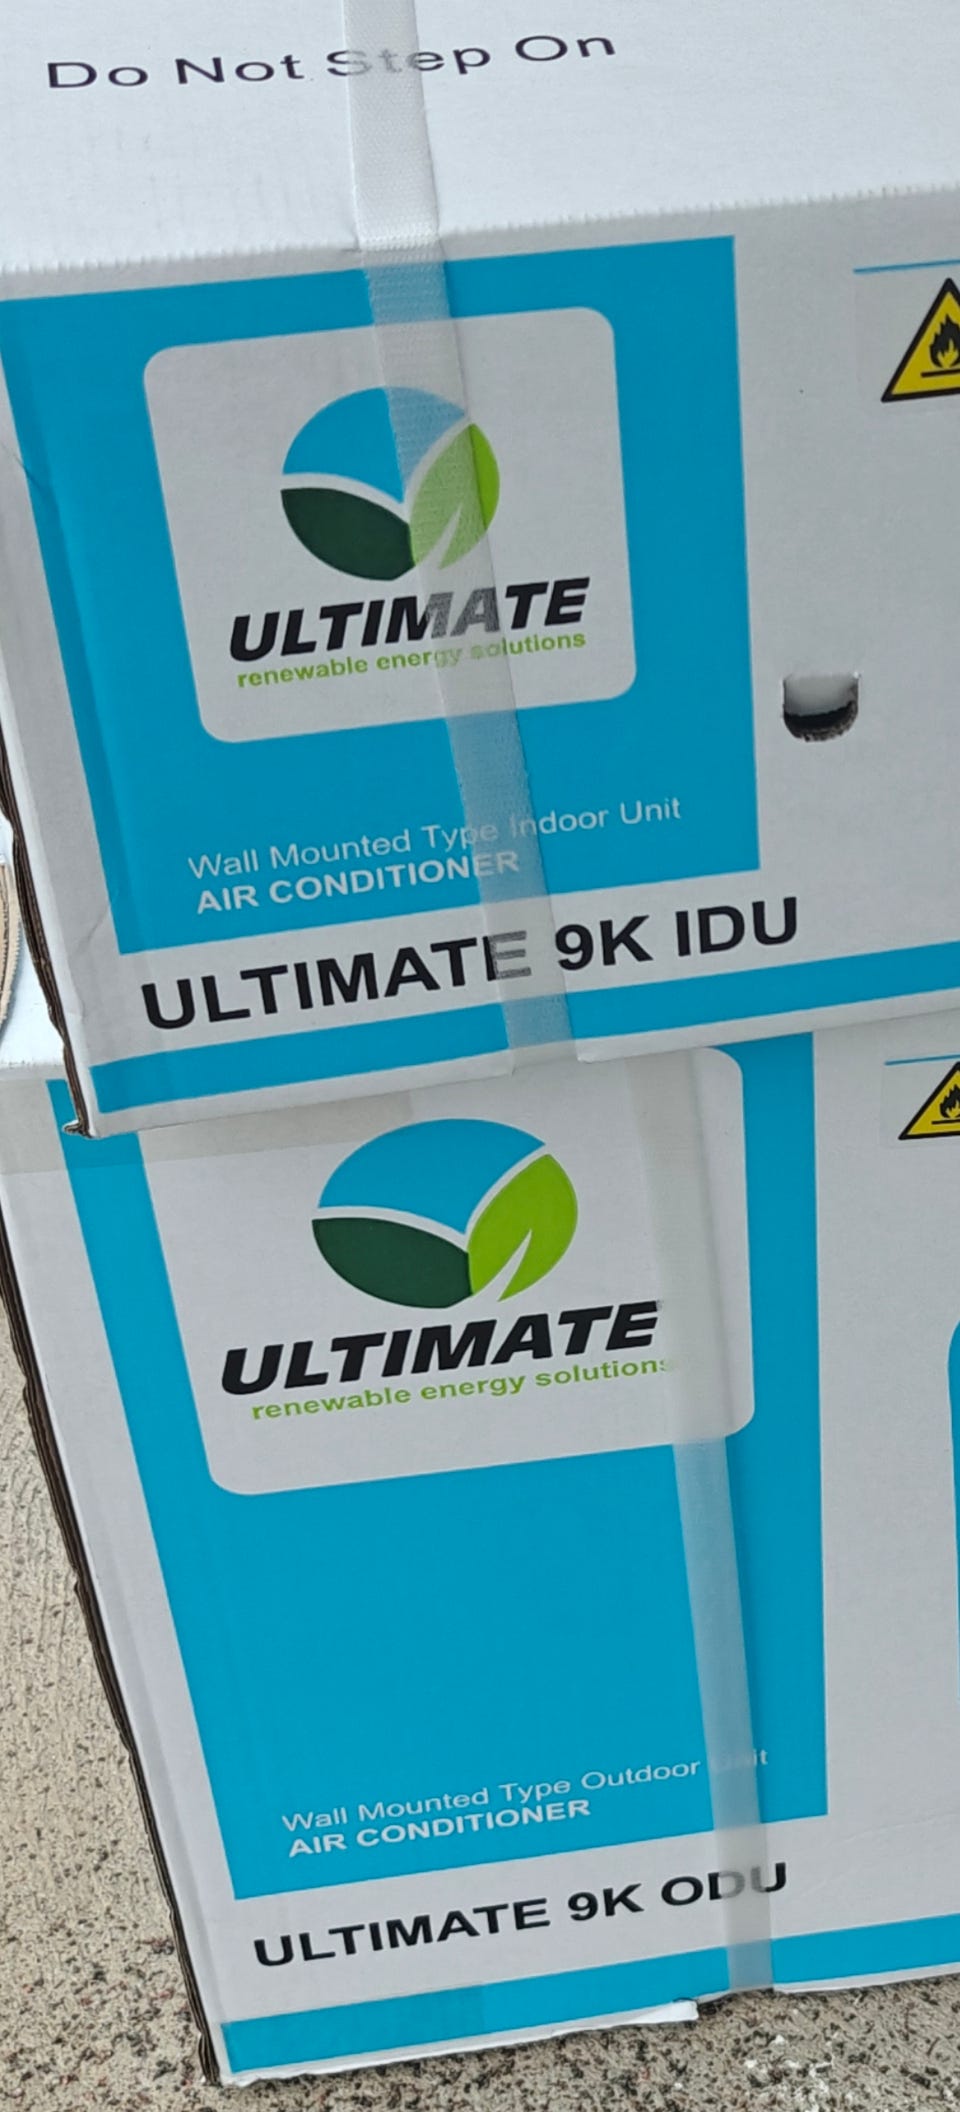 Do Not Step On
ULTIMATE
renewable energy solutions
Wall Mounted Type Indoor Unit
AIR CONDITIONER
ULTIMATE 9K IDU
ULTIMATE
renewable energy solutions
Wall Mounted Type Outdoor Unit
AIR CONDITIONER
ULTIMATE 9K ODU